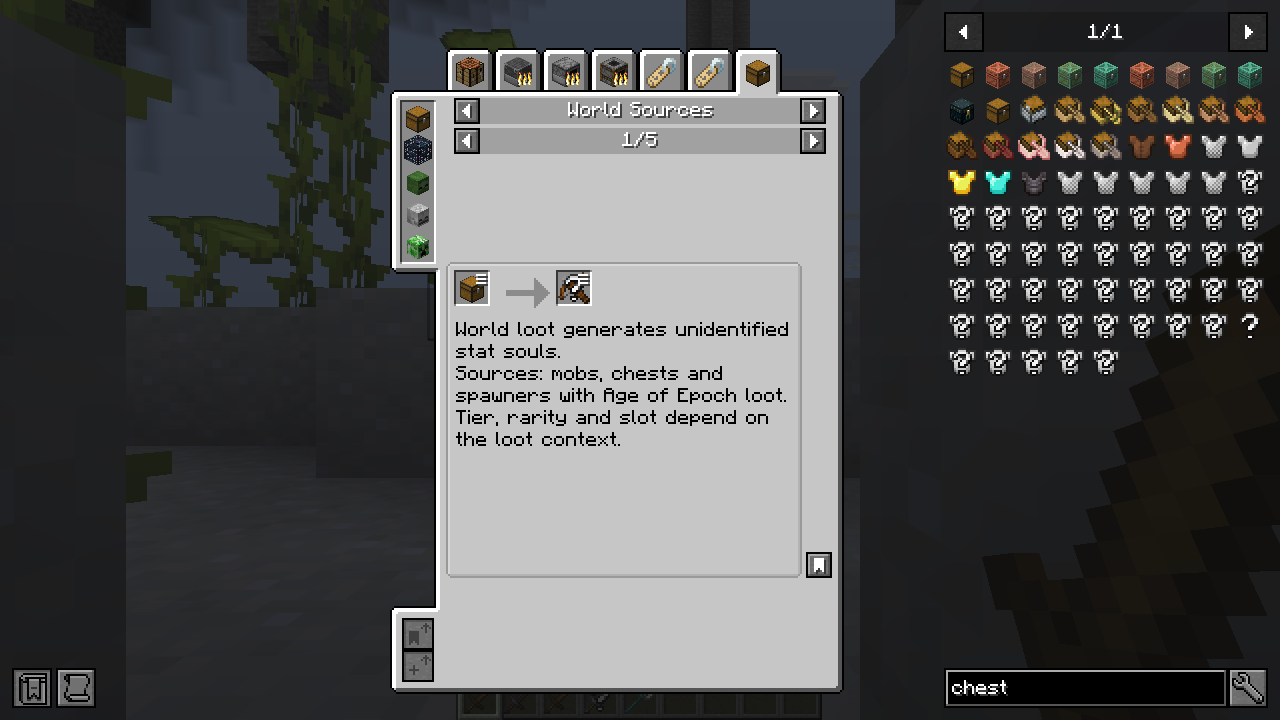 1/1
World Sources
1/5
World loot generates unidentified
stat souls.
Sources: mobs, chests and
spawners with Age of Epoch loot.
Tier, rarity and slot depend on
the loot context.
chest